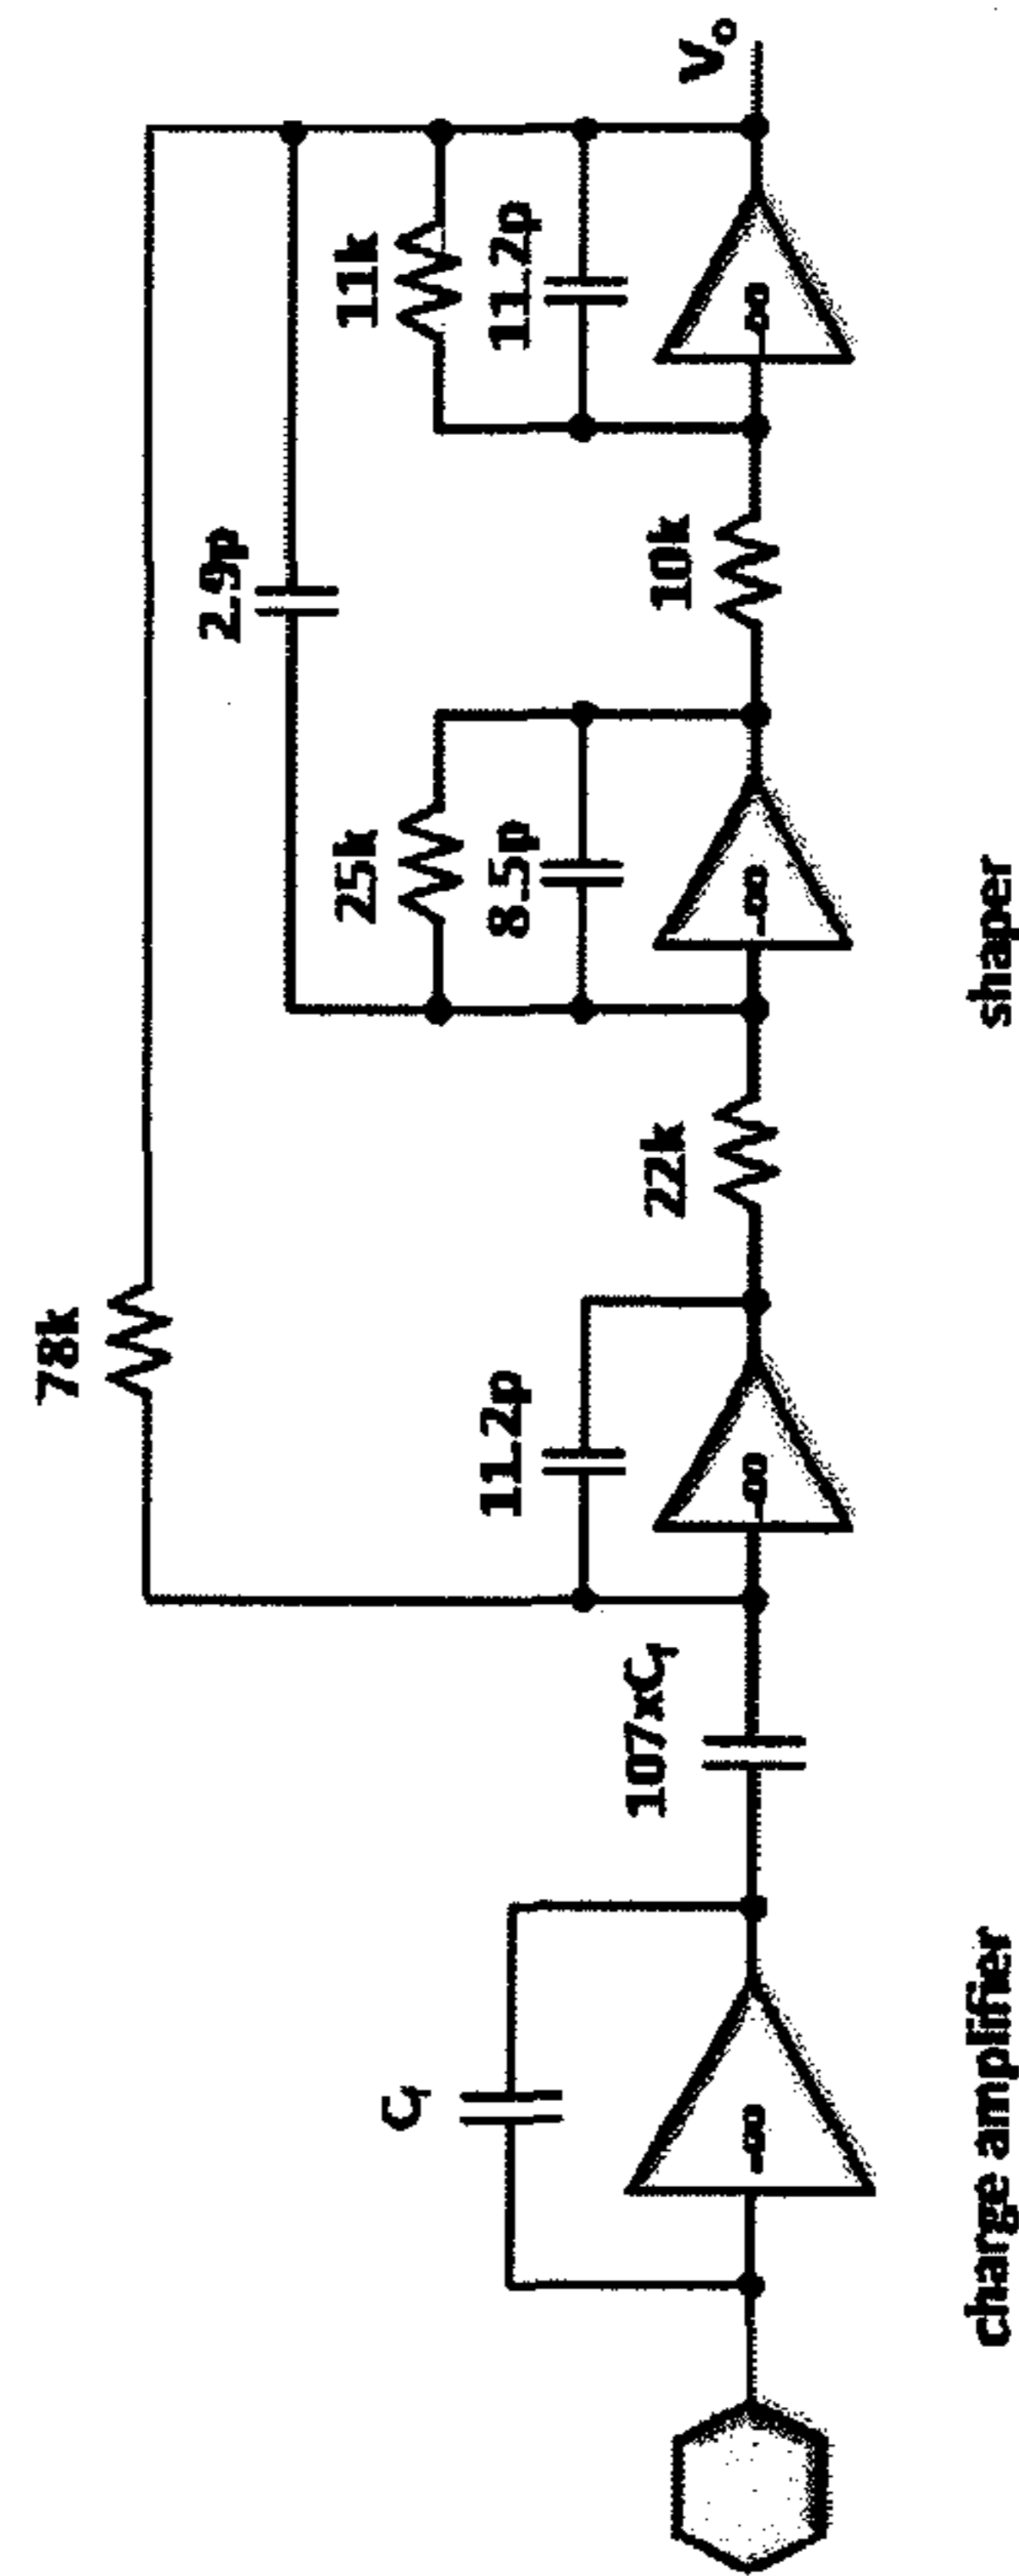 78k
2.9p
11k
25k
11.2p
8.5p
11.2p
Cf
107xCf
22k
10k
Vo
-∞
-∞
-∞
-∞
charge amplifier
shaper